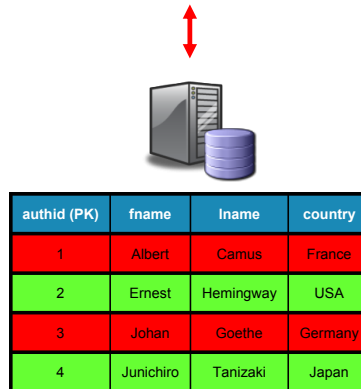 authid (PK) fname lname country
1 Albert Camus France
2 Ernest Hemingway USA
3 Johan Goethe Germany
4 Junichiro Tanizaki Japan